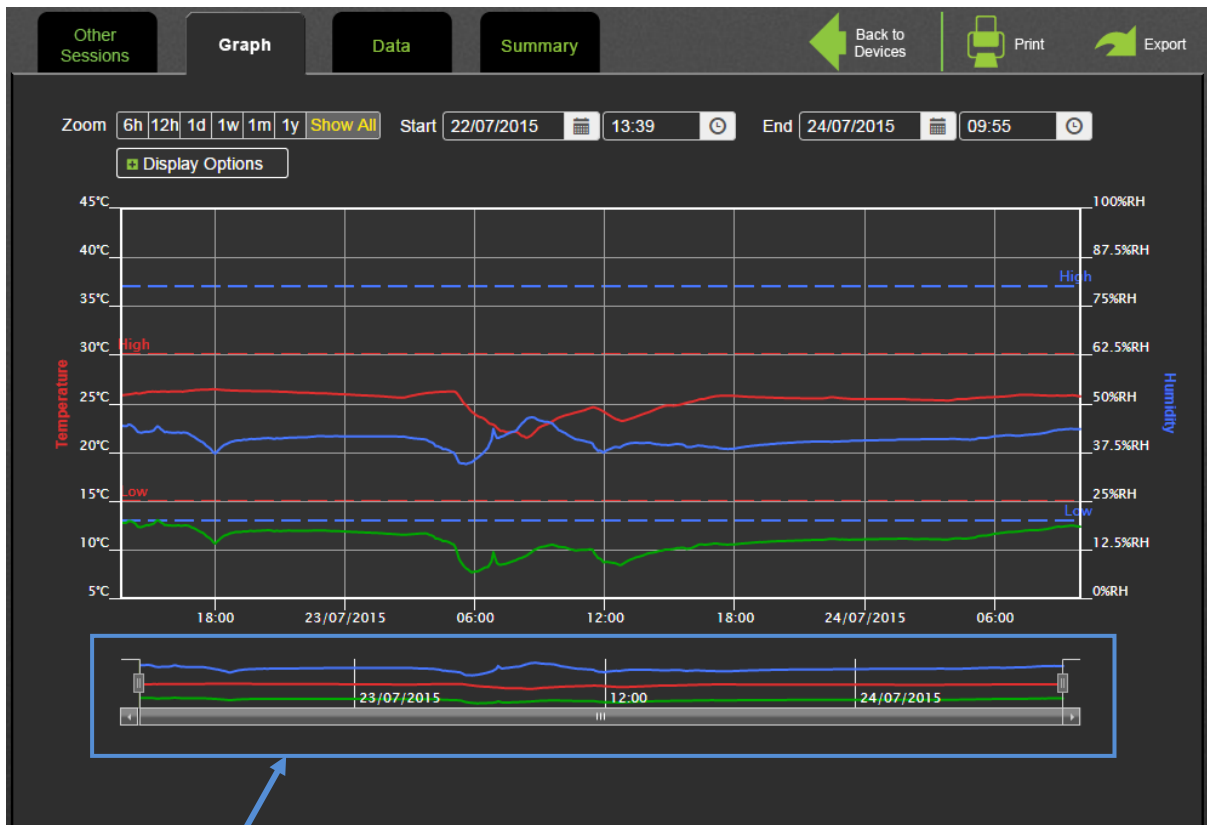 Other
Sessions
Graph
Data
Summary
Back to
Devices
Print
Export
Zoom 6h 12h 1d 1w 1m 1y Show All Start 22/07/2015 13:39 End 24/07/2015 09:55
Display Options
45°C
100%RH
40°C
87.5%RH
High
35°C
75%RH
High
30°C
62.5%RH
Temperature
Humidity
25°C
50%RH
20°C
37.5%RH
Low
15°C
25%RH
Low
10°C
12.5%RH
5°C
0%RH
18:00 23/07/2015 06:00 12:00 18:00 24/07/2015 06:00
23/07/2015 12:00 24/07/2015